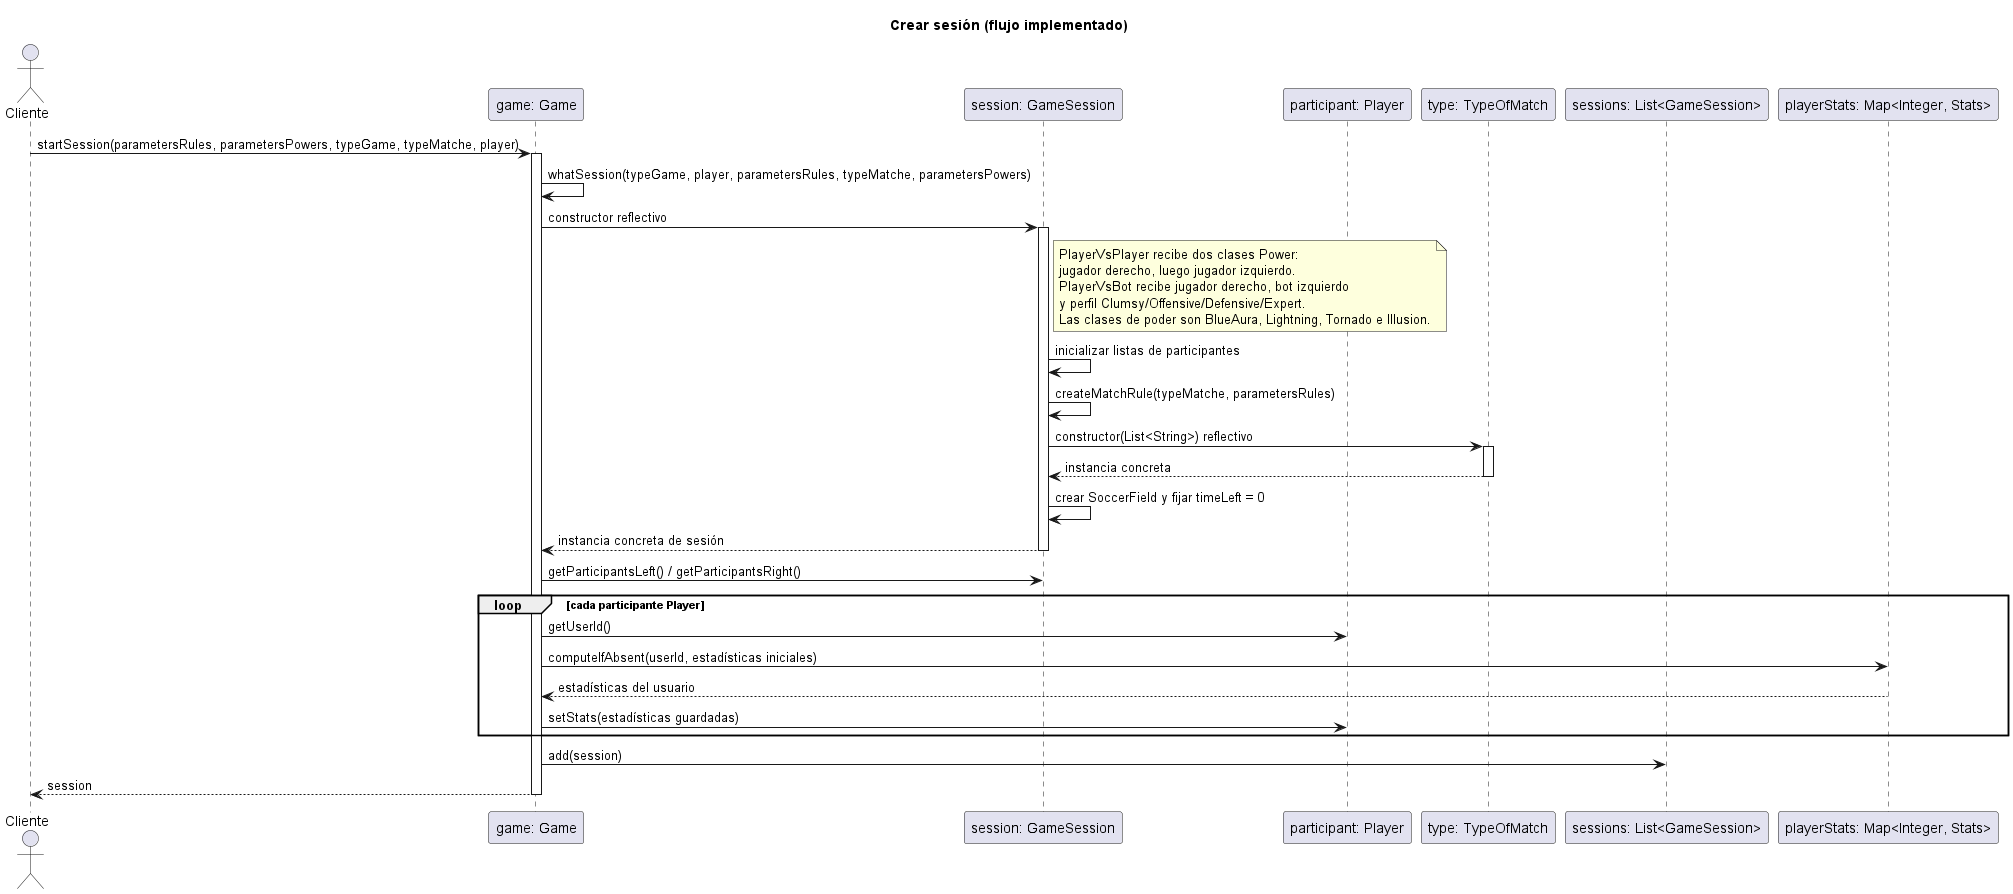 Crear sesión (flujo implementado)
Cliente
game: Game
session: GameSession
participant: Player
type: TypeOfMatch
sessions: List<GameSession>
playerStats: Map<Integer, Stats>
startSession(parametersRules, parametersPowers, typeGame, typeMatche, player)
whatSession(typeGame, player, parametersRules, typeMatche, parametersPowers)
constructor reflectivo
PlayerVsPlayer recibe dos clases Power:
jugador derecho, luego jugador izquierdo.
PlayerVsBot recibe jugador derecho, bot izquierdo
y perfil Clumsy/Offensive/Defensive/Expert.
Las clases de poder son BlueAura, Lightning, Tornado e Illusion.
inicializar listas de participantes
createMatchRule(typeMatche, parametersRules)
constructor(List<String>) reflectivo
instancia concreta
crear SoccerField y fijar timeLeft = 0
instancia concreta de sesión
getParticipantsLeft() / getParticipantsRight()
loop
[cada participante Player]
getUserId()
computeIfAbsent(userId, estadísticas iniciales)
estadísticas del usuario
setStats(estadísticas guardadas)
add(session)
session
Cliente
game: Game
session: GameSession
participant: Player
type: TypeOfMatch
sessions: List<GameSession>
playerStats: Map<Integer, Stats>